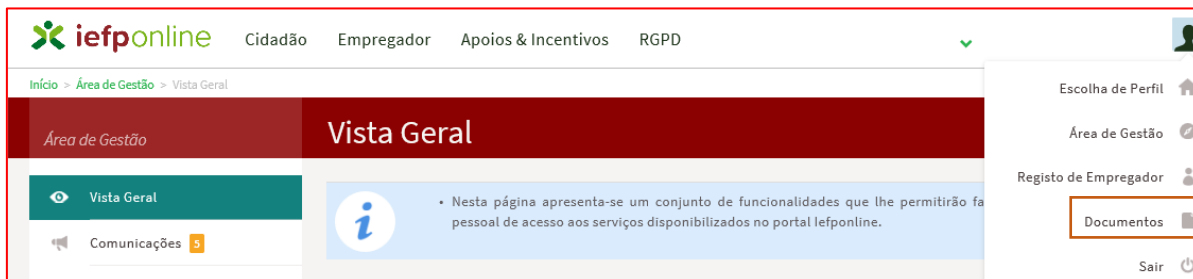 iefponline Cidadão Empregador Apoios & Incentivos RGPD
Início > Área de Gestão > Vista Geral
Escolha de Perfil
Área de Gestão
Vista Geral
Área de Gestão
Registo de Empregador
Vista Geral
• Nesta página apresenta-se um conjunto de funcionalidades que lhe permitirão fa
pessoal de acesso aos serviços disponibilizados no portal Iefponline.
Documentos
Comunicações 5
Sair